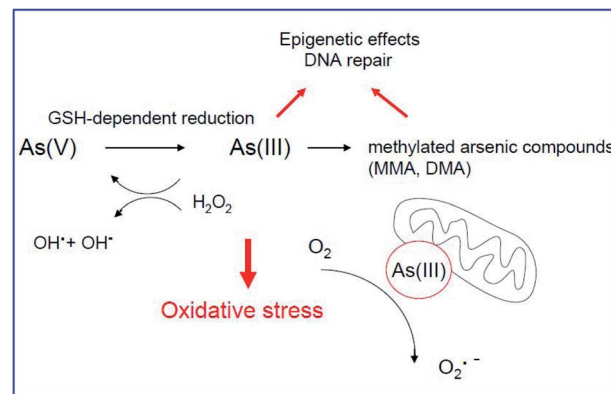 Epigenetic effects
DNA repair
GSH-dependent reduction
As(V)
As(III)
methylated arsenic compounds
(MMA, DMA)
H₂O₂
OH•+ OH-
O₂
As(III)
Oxidative stress
O₂• -